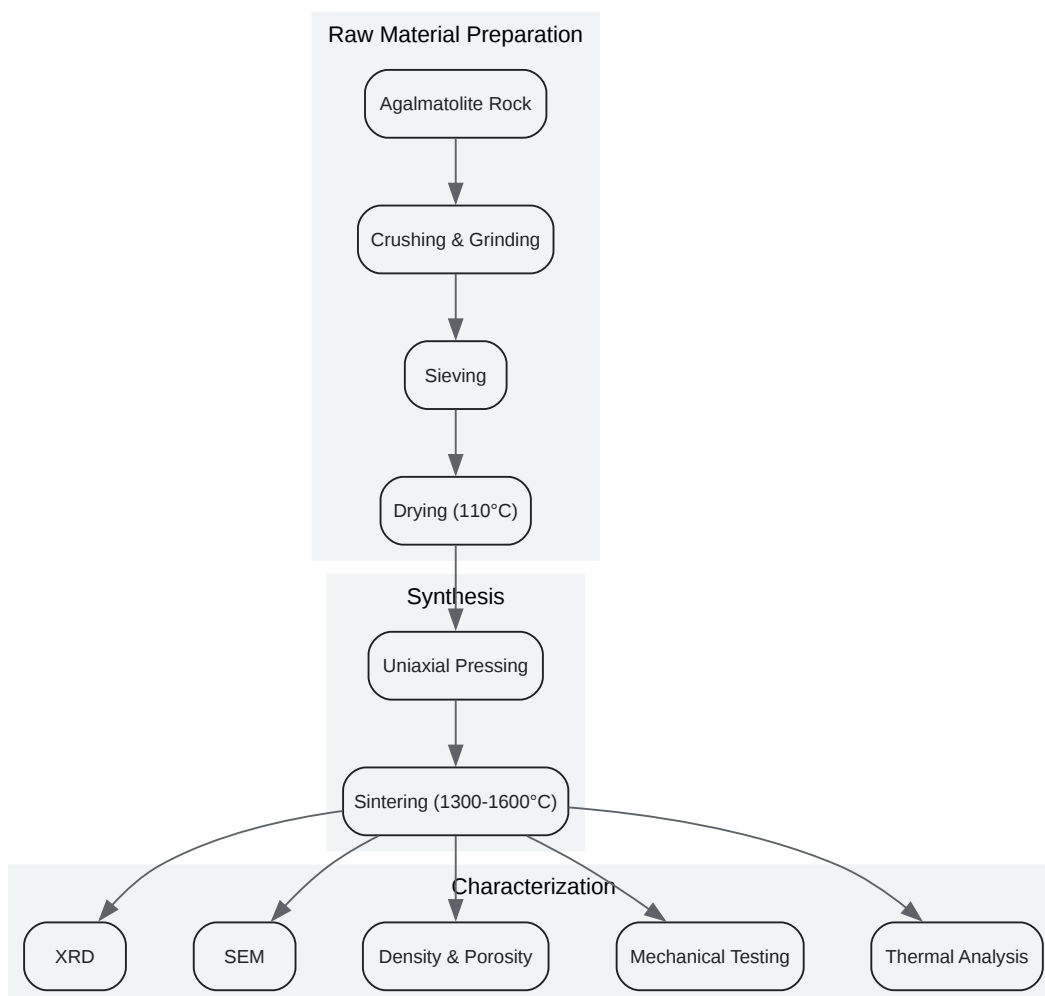 Raw Material Preparation
Agalmatolite Rock
Crushing & Grinding
Sieving
Drying (110°C)
Synthesis
Uniaxial Pressing
Sintering (1300-1600°C)
Characterization
XRD
SEM
Density & Porosity
Mechanical Testing
Thermal Analysis